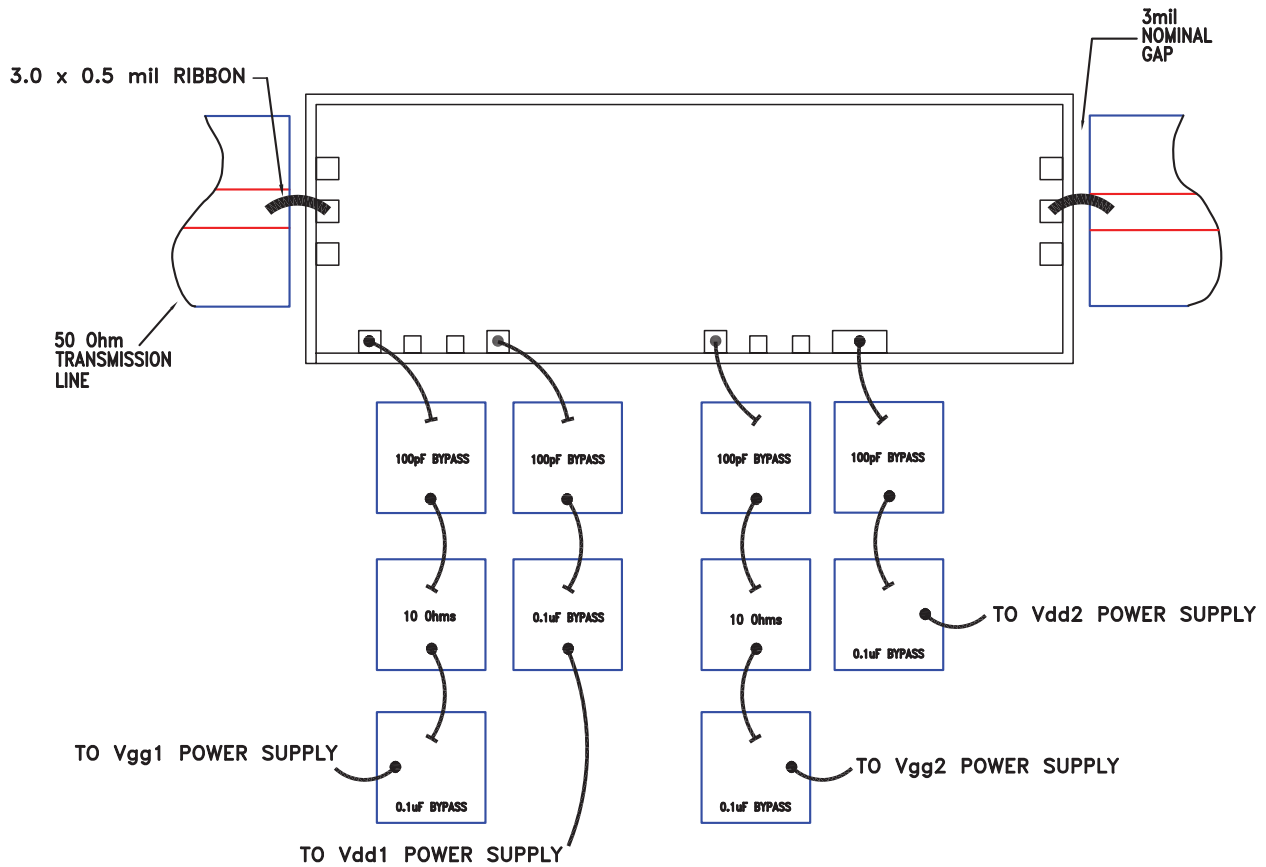 3mil
NOMINAL
GAP
3.0 x 0.5 mil RIBBON
50 Ohm
TRANSMISSION
LINE
100pF BYPASS
100pF BYPASS
100pF BYPASS
100pF BYPASS
10 Ohms
0.1uF BYPASS
10 Ohms
TO Vdd2 POWER SUPPLY
0.1uF BYPASS
TO Vgg1 POWER SUPPLY
TO Vgg2 POWER SUPPLY
0.1uF BYPASS
0.1uF BYPASS
TO Vdd1 POWER SUPPLY